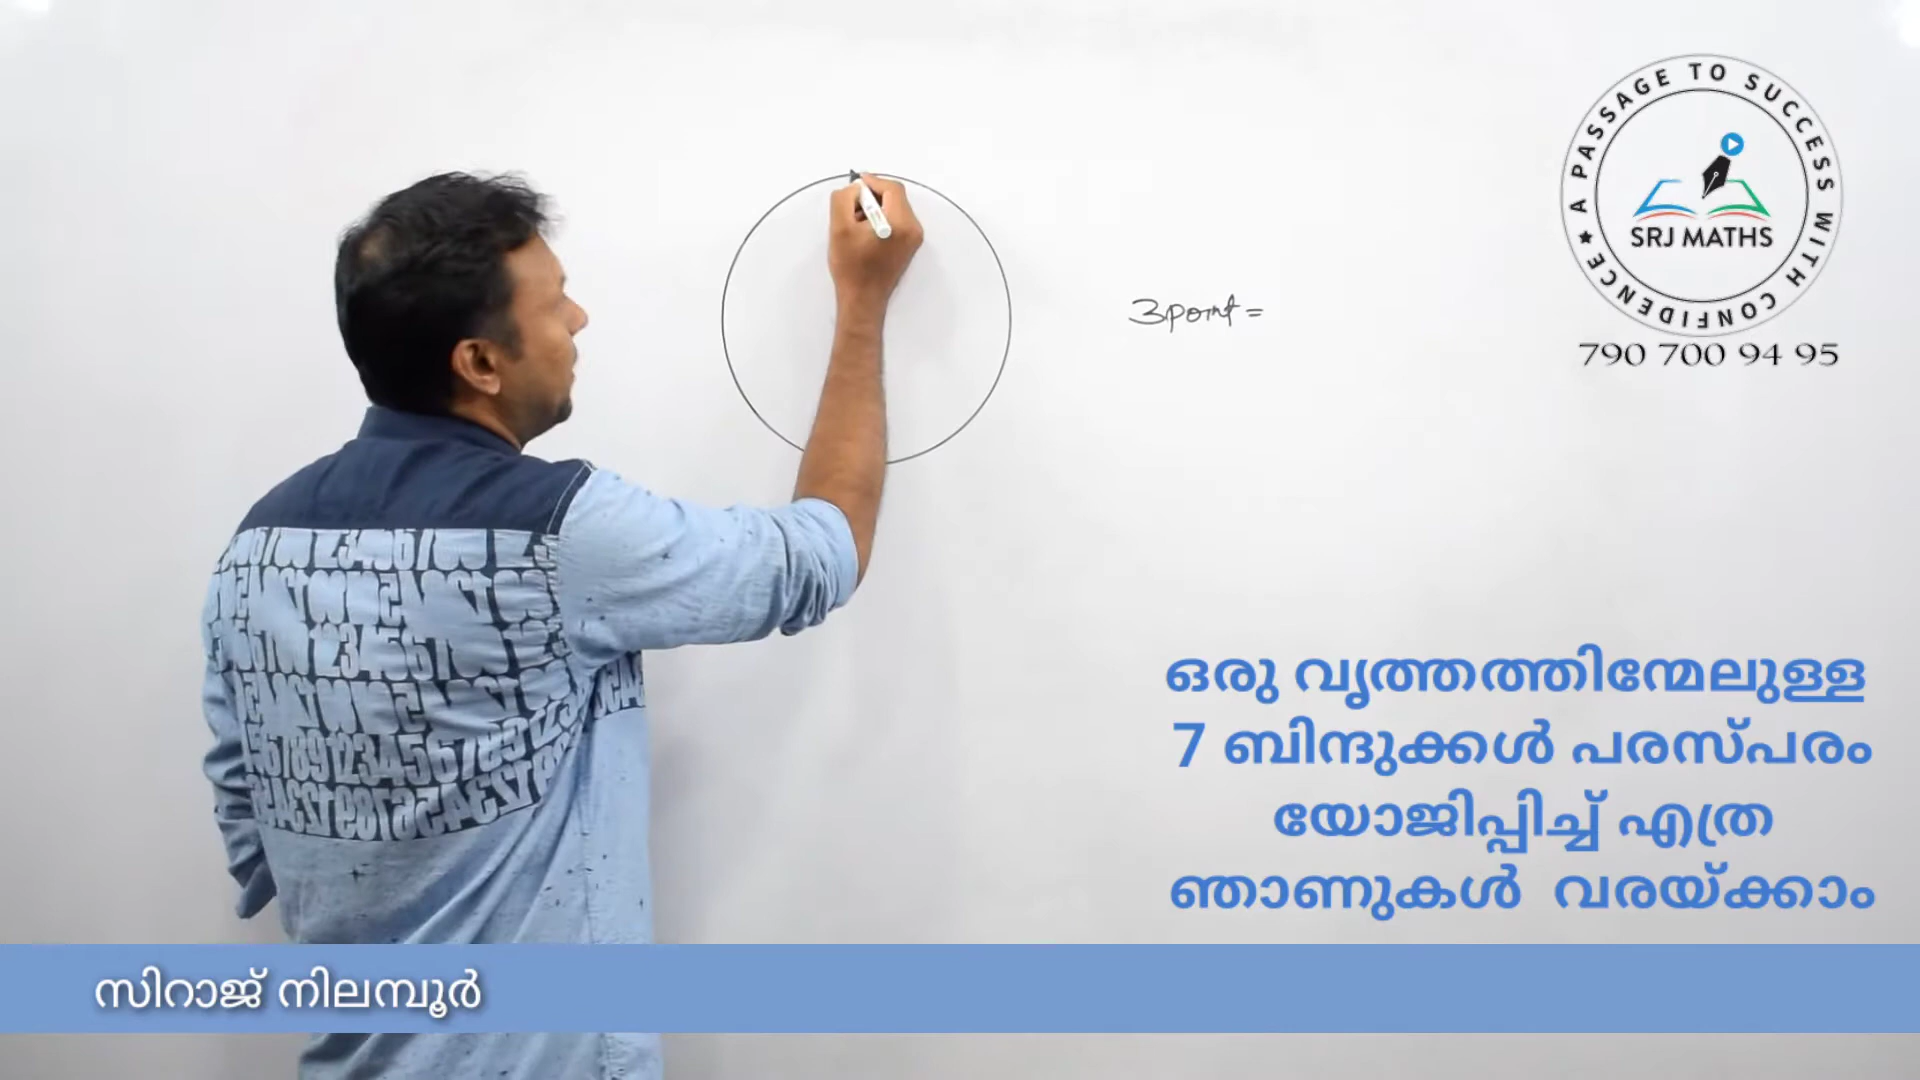 A PASSAGE TO SUCCESS WITH CONFIDENCE
SRJ MATHS
790 700 94 95
3point =
ഒരു വൃത്തത്തിന്മേലുള്ള
7 ബിന്ദുക്കൾ പരസ്പരം
യോജിപ്പിച്ച് എത്ര
ഞാണുകൾ വരയ്ക്കാം
സിറാജ് നിലമ്പൂർ